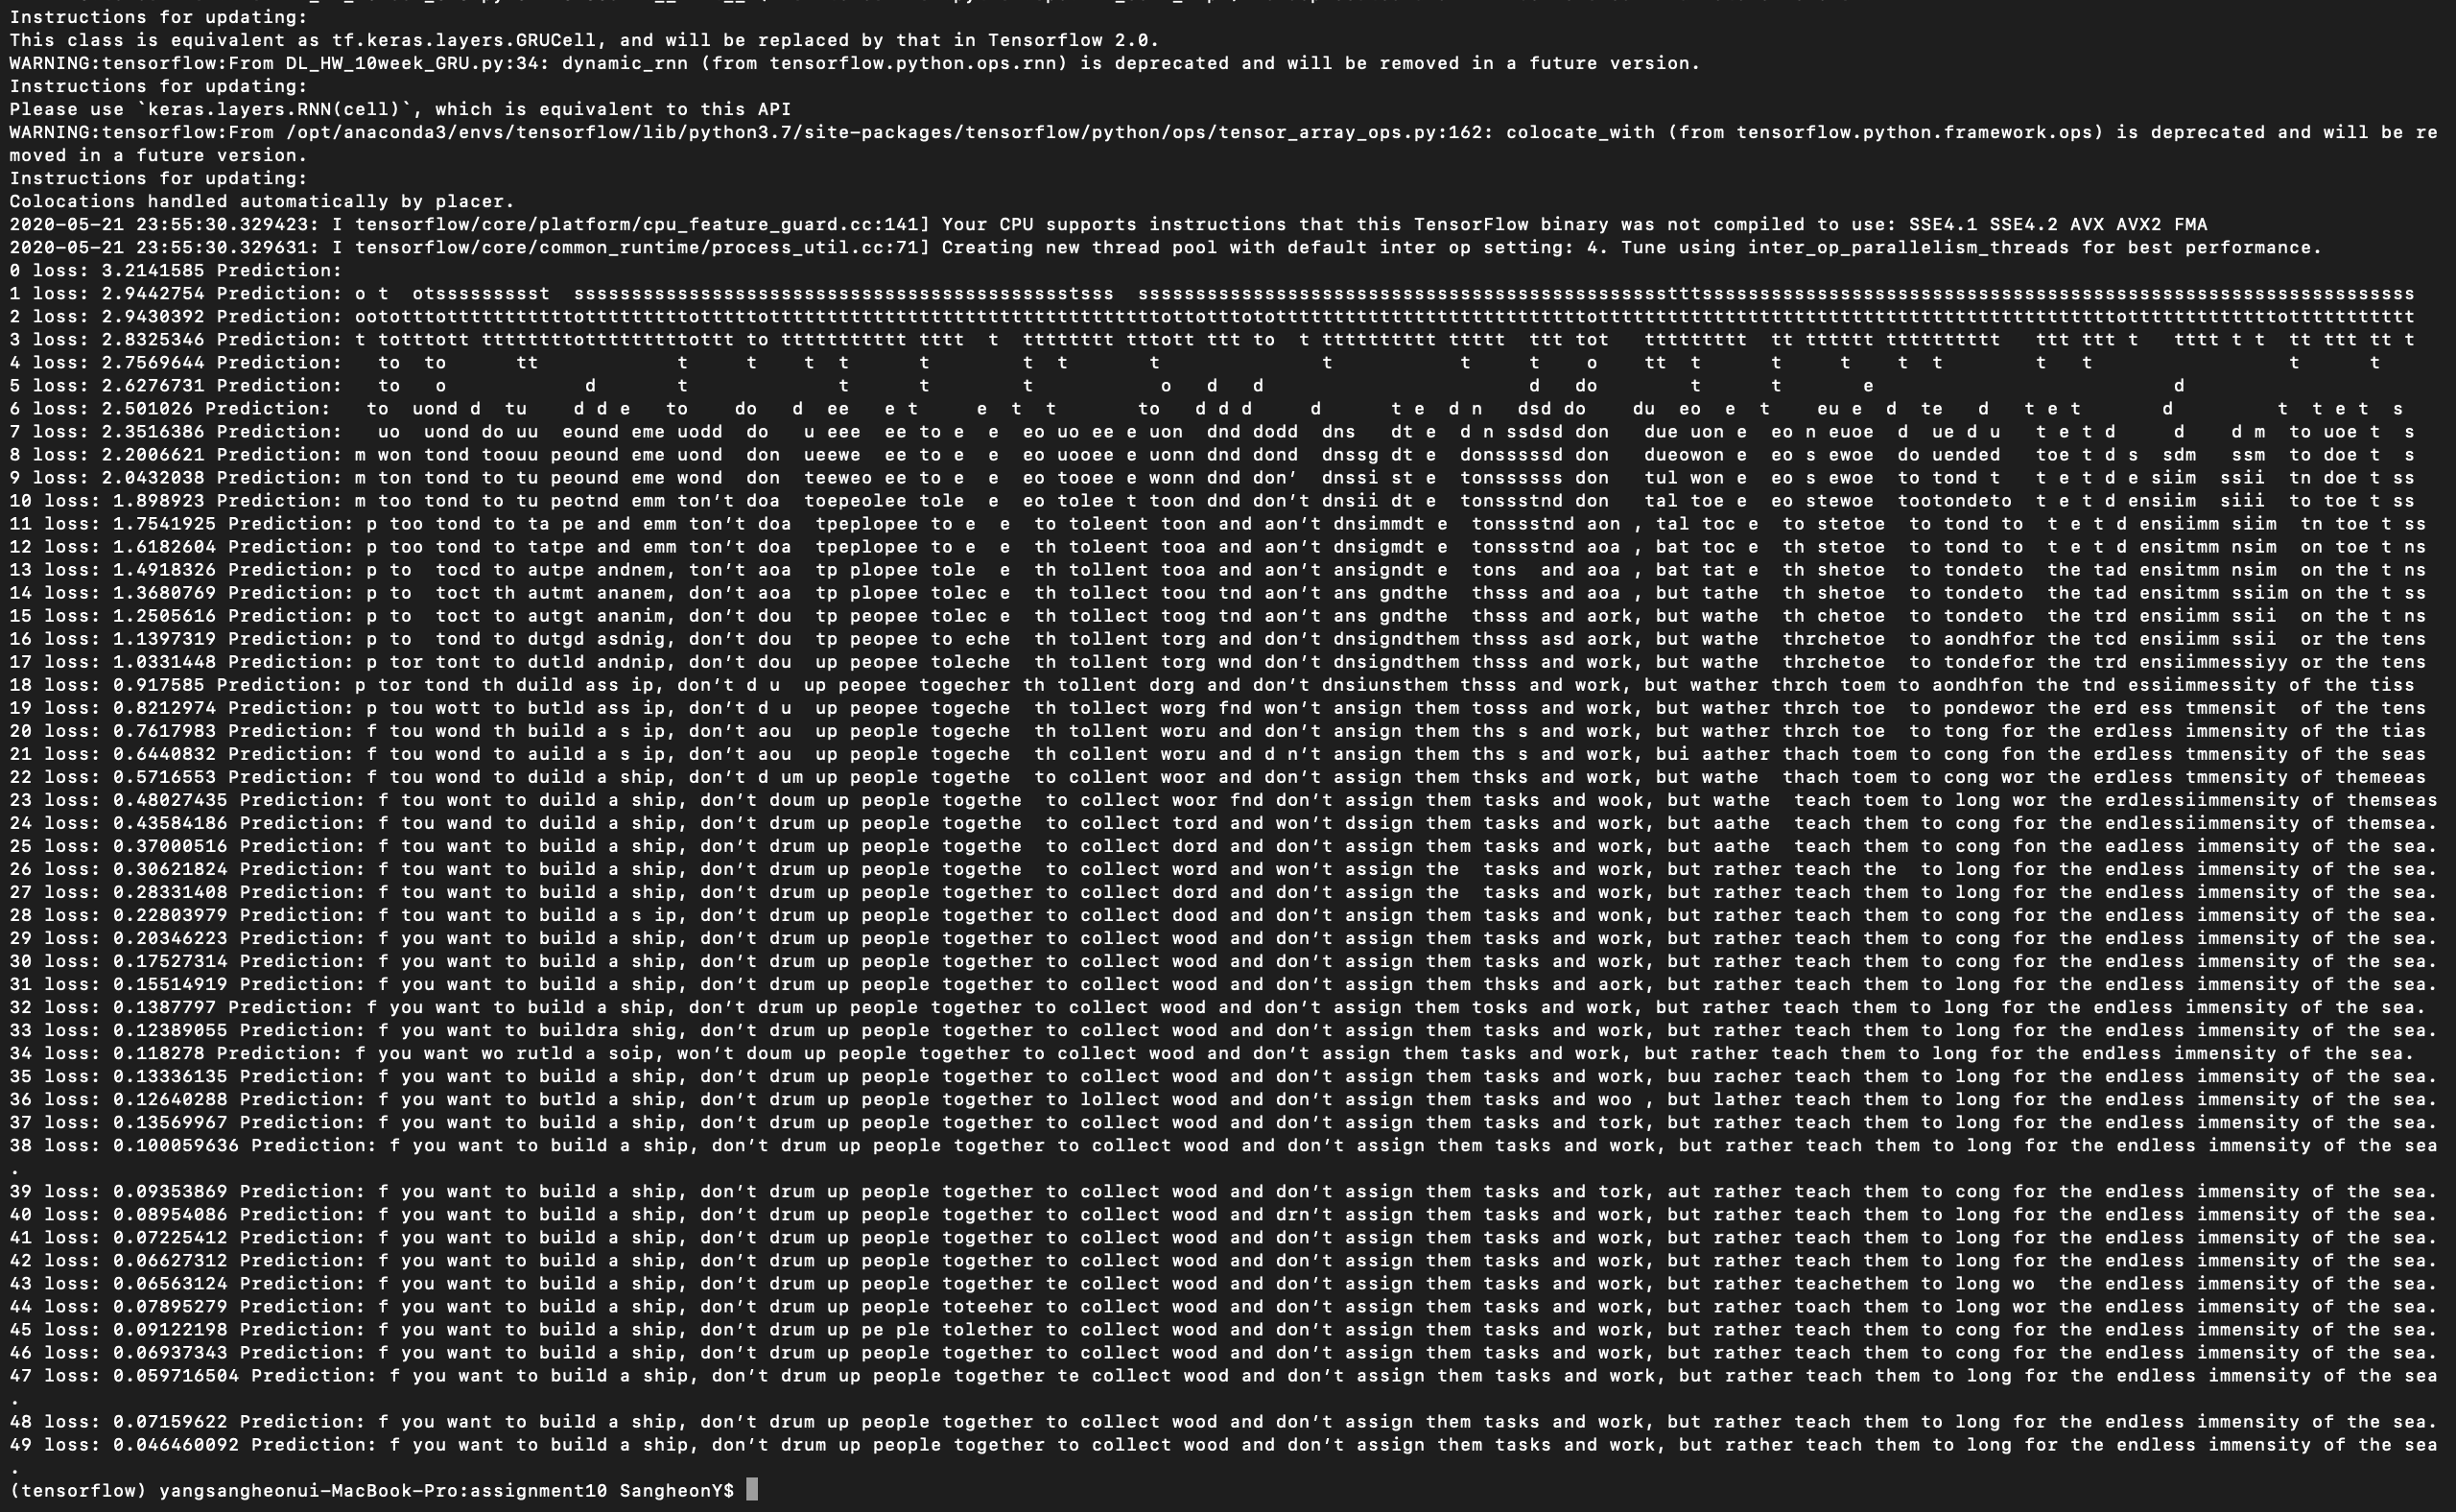 Instructions for updating:
This class is equivalent as tf.keras.layers.GRUCell, and will be replaced by that in Tensorflow 2.0.
WARNING:tensorflow:From DL_HW_10week_GRU.py:34: dynamic_rnn (from tensorflow.python.ops.rnn) is deprecated and will be removed in a future version.
Instructions for updating:
Please use `keras.layers.RNN(cell)`, which is equivalent to this API
WARNING:tensorflow:From /opt/anaconda3/envs/tensorflow/lib/python3.7/site-packages/tensorflow/python/ops/tensor_array_ops.py:162: colocate_with (from tensorflow.python.framework.ops) is deprecated and will be re
moved in a future version.
Instructions for updating:
Colocations handled automatically by placer.
2020-05-21 23:55:30.329423: I tensorflow/core/platform/cpu_feature_guard.cc:141] Your CPU supports instructions that this TensorFlow binary was not compiled to use: SSE4.1 SSE4.2 AVX AVX2 FMA
2020-05-21 23:55:30.329631: I tensorflow/core/common_runtime/process_util.cc:71] Creating new thread pool with default inter op setting: 4. Tune using inter_op_parallelism_threads for best performance.
0 loss: 3.2141585 Prediction:
1 loss: 2.9442754 Prediction: o t  otsssssssssst
2 loss: 2.9430392 Prediction:
3 loss: 2.8325346 Prediction: t
4 loss: 2.7569644 Prediction:   to  to      tt            t     t    t  t      t        t  t       t              t           t     t    o    tt  t      t     t    t  t        t   t                  t      t
5 loss: 2.6276731 Prediction:   to   o            d       t             t      t        t           o   d   d                       d   do        t      t       e                          d
6 loss: 2.501026 Prediction:   to  uond d  tu    d d e   to    do   d  ee   e t     e  t  t       to   d d d     d      t e  d n   dsd do    du  eo  e  t    eu e  d  te   d   t e t       d         t  t e t  s
7 loss: 2.3516386 Prediction:   uo  uond do uu  eound eme uodd  do   u eee  ee to e  e  eo uo ee e uon  dnd dodd  dns   dt e  d n ssdsd don   due uon e  eo n euoe  d  ue d u   t e t d     d    d m  to uoe t  s
8 loss: 2.2006621 Prediction: m won tond toouu peound eme uond  don  ueewe  ee to e  e  eo uooee e uonn dnd dond  dnssg dt e  donsssssd don   dueowon e  eo s ewoe  do uended   toe t d s  sdm   ssm  to doe t  s
9 loss: 2.0432038 Prediction: m ton tond to tu peound eme wond  don  teeweo ee to e  e  eo tooee e wonn dnd don’  dnssi st e  tonssssss don   tul won e  eo s ewoe  to tond t   t e t d e siim  ssii  tn doe t ss
10 loss: 1.898923 Prediction: m too tond to tu peotnd emm ton’t doa  toepeolee tole  e  eo tolee t toon dnd don’t dnsii dt e  tonssstnd don   tal toe e  eo stewoe  tootondeto  t e t d ensiim  siii  to toe t ss
11 loss: 1.7541925 Prediction: p too tond to ta pe and emm ton’t doa  tpeplopee to e  e  to toleent toon and aon’t dnsimmdt e  tonssstnd aon , tal toc e  to stetoe  to tond to  t e t d ensiimm siim  tn toe t ss
12 loss: 1.6182604 Prediction: p too tond to tatpe and emm ton’t doa  tpeplopee to e  e  th toleent tooa and aon’t dnsigmdt e  tonssstnd aoa , bat toc e  th stetoe  to tond to  t e t d ensitmm nsim  on toe t ns
13 loss: 1.4918326 Prediction: p to  tocd to autpe andnem, ton’t aoa  tp plopee tole  e  th tollent tooa and aon’t ansigndt e  tons  and aoa , bat tat e  th shetoe  to tondeto  the tad ensitmm nsim  on the t ns
14 loss: 1.3680769 Prediction: p to  toct th autmt ananem, don’t aoa  tp plopee tolec e  th tollect toou tnd aon’t ans gndthe  thsss and aoa , but tathe  th shetoe  to tondeto  the tad ensitmm ssiim on the t ss
15 loss: 1.2505616 Prediction: p to  toct to autgt ananim, don’t dou  tp peopee tolec e  th tollect toog tnd aon’t ans gndthe  thsss and aork, but wathe  th chetoe  to tondeto  the trd ensiimm ssii  on the t ns
16 loss: 1.1397319 Prediction: p to  tond to dutgd asdnig, don’t dou  tp peopee to eche  th tollent torg and don’t dnsigndthem thsss asd aork, but wathe  thrchetoe  to aondhfor the tcd ensiimm ssii  or the tens
17 loss: 1.0331448 Prediction: p tor tont to dutld andnip, don’t dou  up peopee toleche  th tollent torg wnd don’t dnsigndthem thsss and work, but wathe  thrchetoe  to tondefor the trd ensiimmessiyy or the tens
18 loss: 0.917585 Prediction: p tor tond th duild ass ip, don’t d u  up peopee togecher th tollent dorg and don’t dnsiunsthem thsss and work, but wather thrch toem to aondhfon the tnd essiimmessity of the tiss
19 loss: 0.8212974 Prediction: p tou wott to butld ass ip, don’t d u  up peopee togeche  th tollect worg fnd won’t ansign them tosss and work, but wather thrch toe  to pondewor the erd ess tmmensit  of the tens
20 loss: 0.7617983 Prediction: f tou wond th build a s ip, don’t aou  up people togeche  th tollect woru and don’t ansign them ths s and work, but wather thrch toe  to tong for the erdless immensity of the tias
21 loss: 0.6440832 Prediction: f tou wond to auild a s ip, don’t aou  up people togeche  th collent woru and d n’t ansign them ths s and work, bui aather thach toem to cong fon the erdless tmmensity of the seas
22 loss: 0.5716553 Prediction: f tou wond to duild a ship, don’t d um up people togethe  to collent woor and don’t assign them thsks and work, but wathe  thach toem to cong wor the erdless tmmensity of themeeas
23 loss: 0.48027435 Prediction: f tou wont to duild a ship, don’t doum up people togethe  to collect woor fnd don’t assign them tasks and wook, but wathe  teach toem to long wor the erdlessiimmensity of themseas
24 loss: 0.43584186 Prediction: f tou wand to duild a ship, don’t drum up people togethe  to collect tord and won’t dssign them tasks and work, but aathe  teach them to cong for the endlessiimmensity of themsea.
25 loss: 0.37000516 Prediction: f tou want to build a ship, don’t drum up people togethe  to collect dord and don’t assign them tasks and work, but aathe  teach them to cong fon the eadless immensity of the sea.
26 loss: 0.30621824 Prediction: f tou want to build a ship, don’t drum up people togethe  to collect word and won’t assign the  tasks and work, but rather teach the  to long for the endless immensity of the sea.
27 loss: 0.28331408 Prediction: f tou want to build a ship, don’t drum up people together to collect dord and don’t assign the  tasks and work, but rather teach them to long for the endless immensity of the sea.
28 loss: 0.22803979 Prediction: f tou want to build a s ip, don’t drum up people together to collect dood and don’t ansign them tasks and wonk, but rather teach them to cong for the endless immensity of the sea.
29 loss: 0.20346223 Prediction: f you want to build a ship, don’t drum up people together to collect wood and don’t assign them tasks and work, but rather teach them to cong for the endless immensity of the sea.
30 loss: 0.17527314 Prediction: f you want to build a ship, don’t drum up people together to collect wood and don’t assign them tasks and work, but rather teach them to cong for the endless immensity of the sea.
31 loss: 0.15514919 Prediction: f you want to build a ship, don’t drum up people together to collect wood and don’t assign them thsks and aork, but rather teach them to long for the endless immensity of the sea.
32 loss: 0.1387797 Prediction: f you want to build a ship, don’t drum up people together to collect wood and don’t assign them tosks and work, but rather teach them to long for the endless immensity of the sea.
33 loss: 0.12389055 Prediction: f you want to buildra shig, don’t drum up people together to collect wood and don’t assign them tasks and work, but rather teach them to long for the endless immensity of the sea.
34 loss: 0.118278 Prediction: f you want wo rutld a soip, won’t doum up people together to collect wood and don’t assign them tasks and work, but rather teach them to long for the endless immensity of the sea.
35 loss: 0.13336135 Prediction: f you want to build a ship, don’t drum up people together to collect wood and don’t assign them tasks and work, buu racher teach them to long for the endless immensity of the sea.
36 loss: 0.12640288 Prediction: f you want to butld a ship, don’t drum up people together to lollect wood and don’t assign them tasks and woo , but lather teach them to long for the endless immensity of the sea.
37 loss: 0.13569967 Prediction: f you want to build a ship, don’t drum up people together to collect wood and don’t assign them tasks and tork, but rather teach them to long for the endless immensity of the sea.
38 loss: 0.100059636 Prediction: f you want to build a ship, don’t drum up people together to collect wood and don’t assign them tasks and work, but rather teach them to long for the endless immensity of the sea
.
39 loss: 0.09353869 Prediction: f you want to build a ship, don’t drum up people together to collect wood and don’t assign them tasks and tork, aut rather teach them to cong for the endless immensity of the sea.
40 loss: 0.08954086 Prediction: f you want to build a ship, don’t drum up people together to collect wood and drn’t assign them tasks and work, but rather teach them to long for the endless immensity of the sea.
41 loss: 0.07225412 Prediction: f you want to build a ship, don’t drum up people together to collect wood and don’t assign them tasks and work, but rather teach them to long for the endless immensity of the sea.
42 loss: 0.06627312 Prediction: f you want to build a ship, don’t drum up people together to collect wood and don’t assign them tasks and work, but rather teach them to long for the endless immensity of the sea.
43 loss: 0.06563124 Prediction: f you want to build a ship, don’t drum up people together te collect wood and don’t assign them tasks and work, but rather teachethem to long wo  the endless immensity of the sea.
44 loss: 0.07895279 Prediction: f you want to build a ship, don’t drum up people toteeher to collect wood and don’t assign them tasks and work, but rather toach them to long wor the endless immensity of the sea.
45 loss: 0.09122198 Prediction: f you want to build a ship, don’t drum up pe ple tolether to collect wood and don’t assign them tasks and work, but rather teach them to cong for the endless immensity of the sea.
46 loss: 0.06937343 Prediction: f you want to build a ship, don’t drum up people together to collect wood and don’t assign them tasks and work, but rather teach them to cong for the endless immensity of the sea.
47 loss: 0.059716504 Prediction: f you want to build a ship, don’t drum up people together te collect wood and don’t assign them tasks and work, but rather teach them to long for the endless immensity of the sea
.
48 loss: 0.07159622 Prediction: f you want to build a ship, don’t drum up people together to collect wood and don’t assign them tasks and work, but rather teach them to long for the endless immensity of the sea.
49 loss: 0.046460092 Prediction: f you want to build a ship, don’t drum up people together to collect wood and don’t assign them tasks and work, but rather teach them to long for the endless immensity of the sea
.
(tensorflow) yangsangheonui-MacBook-Pro:assignment10 SangheonY$